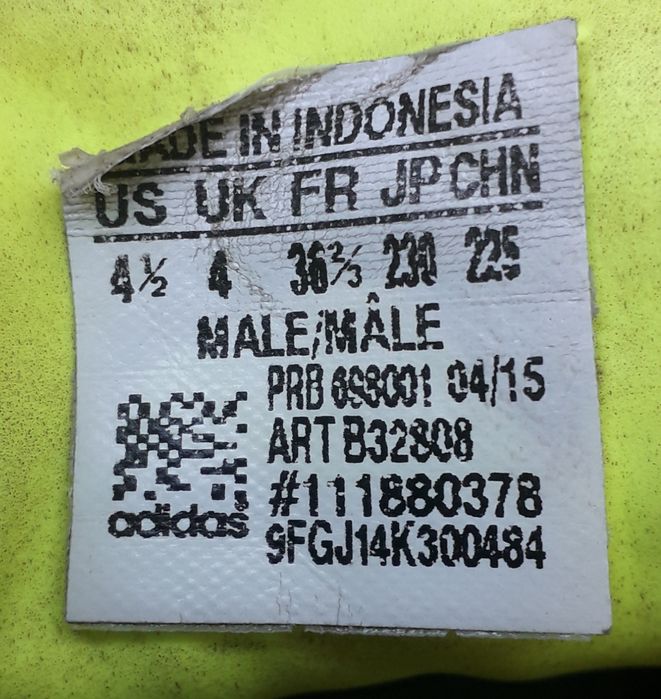 MADE IN INDONESIA
US UK FR JP CHN
4½ 4 36⅔ 230 225
MALE/MÂLE
PRB 698001 04/15
ART B32808
#111880378
9FGJ14K300484
adidas